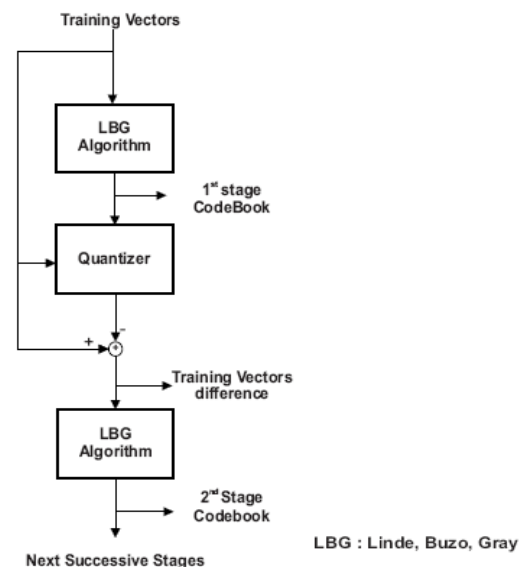 Training Vectors
LBG
Algorithm
1st stage
CodeBook
Quantizer
-
+
+
Training Vectors
difference
LBG
Algorithm
2nd Stage
Codebook
LBG : Linde, Buzo, Gray
Next Successive Stages